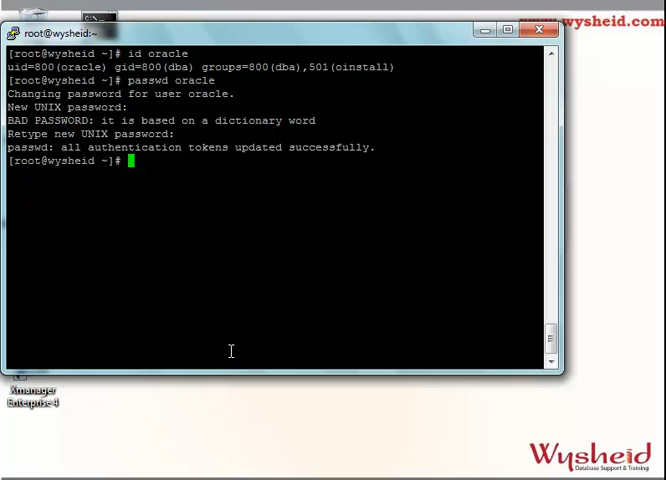 www.wysheid.com
root@wysheid:~
[root@wysheid ~]# id oracle
uid=800(oracle) gid=800(dba) groups=800(dba),501(oinstall)
[root@wysheid ~]# passwd oracle
Changing password for user oracle.
New UNIX password:
BAD PASSWORD: it is based on a dictionary word
Retype new UNIX password:
passwd: all authentication tokens updated successfully.
[root@wysheid ~]#
Xmanager
Enterprise 4
Wysheid
Database Support & Training